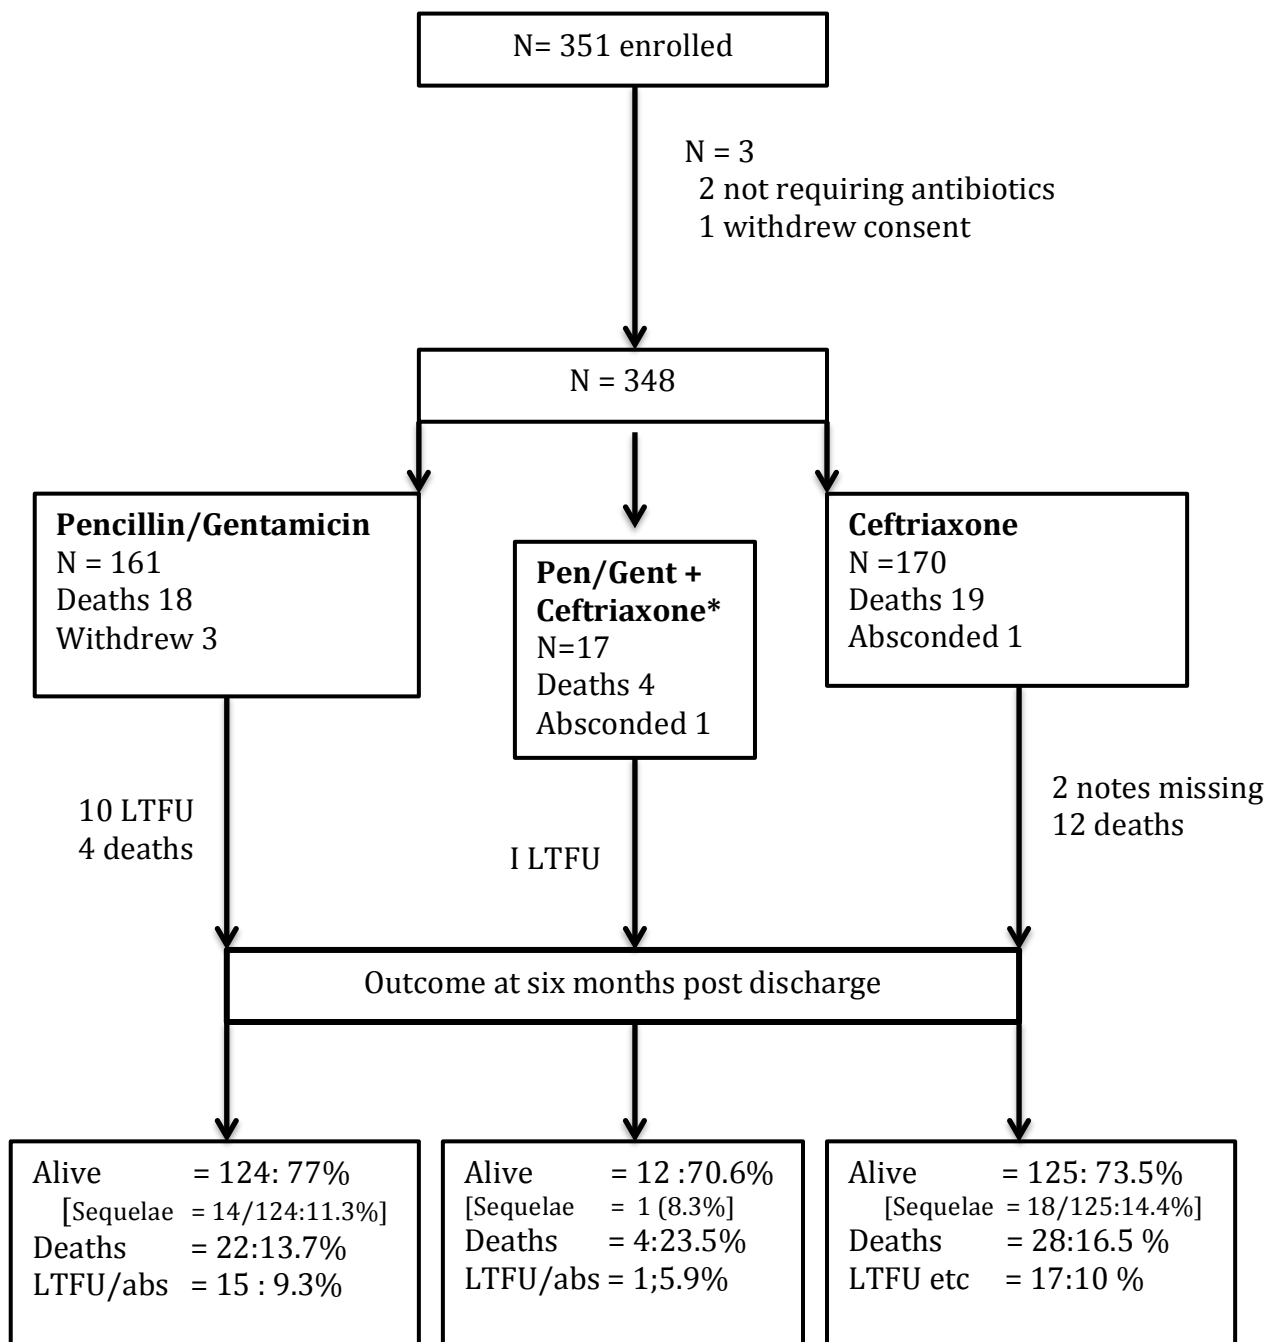 N= 351 enrolled
N = 3
2 not requiring antibiotics
1 withdrew consent
N = 348
Pencillin/Gentamicin
N = 161
Deaths 18
Withdrew 3
Pen/Gent +
Ceftriaxone*
N=17
Deaths 4
Absconded 1
Ceftriaxone
N =170
Deaths 19
Absconded 1
10 LTFU
4 deaths
I LTFU
2 notes missing
12 deaths
Outcome at six months post discharge
Alive = 124: 77%
[Sequelae = 14/124:11.3%]
Deaths = 22:13.7%
LTFU/abs = 15 : 9.3%
Alive = 12 :70.6%
[Sequelae = 1 (8.3%]
Deaths = 4:23.5%
LTFU/abs = 1;5.9%
Alive = 125: 73.5%
[Sequelae = 18/125:14.4%]
Deaths = 28:16.5 %
LTFU etc = 17:10 %